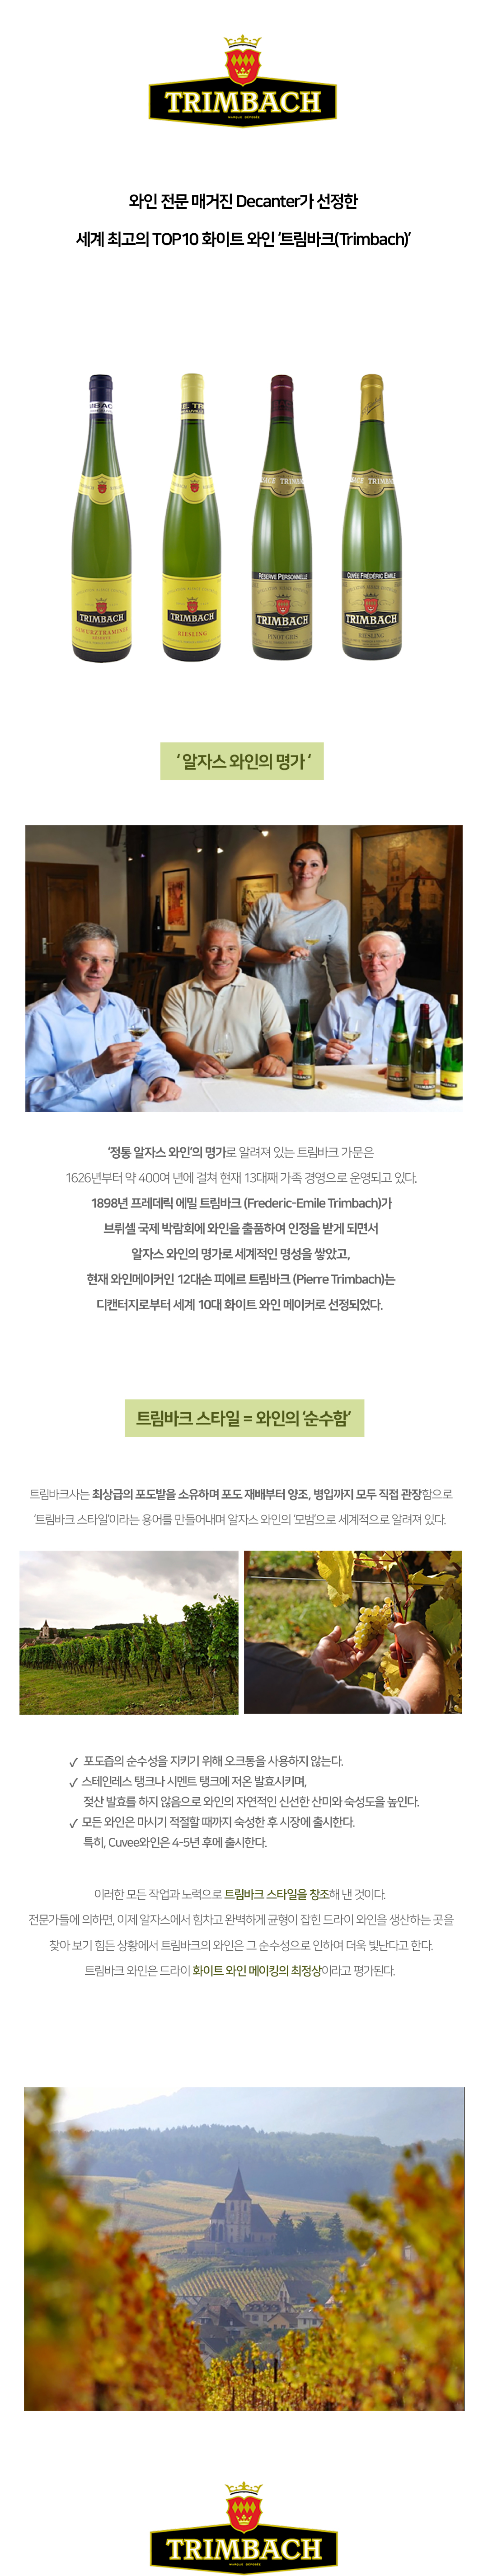 TRIMBACH
MARQUE DEPOSÉE
와인 전문 매거진 Decanter가 선정한
세계 최고의 TOP10 화이트 와인 ‘트림바크(Trimbach)’
TRIMBACH
GEWURZTRAMINER
TRIMBACH
RIESLING
RESERVE PERSONNELLE
TRIMBACH
PINOT GRIS
CUVÉE FRÉDÉRIC EMILE
TRIMBACH
RIESLING
‘ 알자스 와인의 명가 ‘
‘정통 알자스 와인’의 명가로 알려져 있는 트림바크 가문은
1626년부터 약 400여 년에 걸쳐 현재 13대째 가족 경영으로 운영되고 있다.
1898년 프레데릭 에밀 트림바크 (Frederic-Emile Trimbach)가
브뤼셀 국제 박람회에 와인을 출품하여 인정을 받게 되면서
알자스 와인의 명가로 세계적인 명성을 쌓았고,
현재 와인메이커인 12대손 피에르 트림바크 (Pierre Trimbach)는
디캔터지로부터 세계 10대 화이트 와인 메이커로 선정되었다.
트림바크 스타일 = 와인의 ‘순수함’
트림바크사는 최상급의 포도밭을 소유하며 포도 재배부터 양조, 병입까지 모두 직접 관장함으로
‘트림바크 스타일’이라는 용어를 만들어내며 알자스 와인의 ‘모범’으로 세계적으로 알려져 있다.
✓ 포도즙의 순수성을 지키기 위해 오크통을 사용하지 않는다.
✓ 스테인레스 탱크나 시멘트 탱크에 저온 발효시키며,
젖산 발효를 하지 않음으로 와인의 자연적인 신선한 산미와 숙성도을 높인다.
✓ 모든 와인은 마시기 적절할 때까지 숙성한 후 시장에 출시한다.
특히, Cuvee와인은 4-5년 후에 출시한다.
이러한 모든 작업과 노력으로 트림바크 스타일을 창조해 낸 것이다.
전문가들에 의하면, 이제 알자스에서 힘차고 완벽하게 균형이 잡힌 드라이 와인을 생산하는 곳을
찾아 보기 힘든 상황에서 트림바크의 와인은 그 순수성으로 인하여 더욱 빛난다고 한다.
트림바크 와인은 드라이 화이트 와인 메이킹의 최정상이라고 평가된다.
TRIMBACH
MARQUE DEPOSÉE